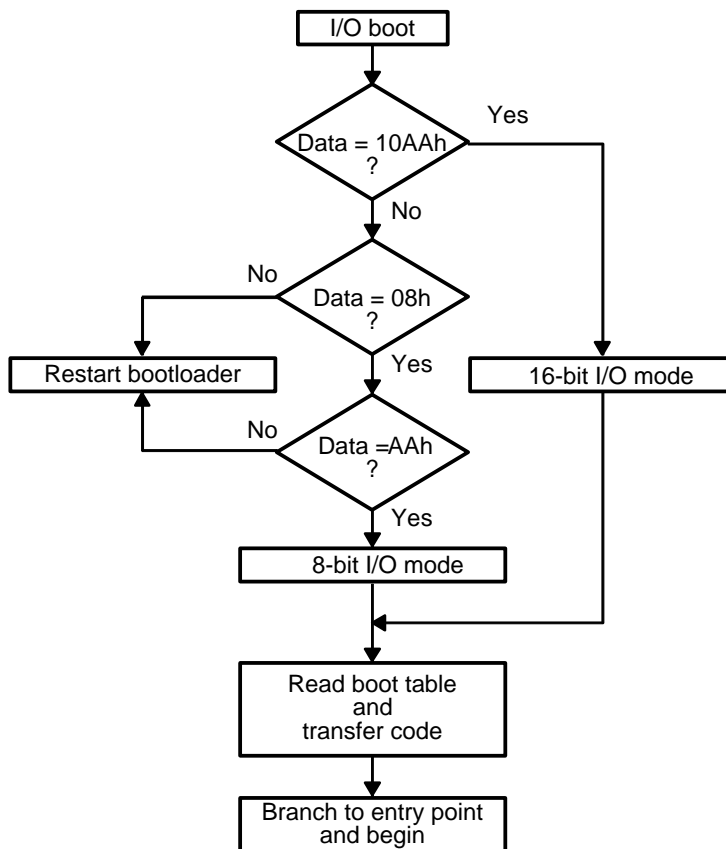 I/O boot
Yes
Data = 10AAh
?
No
No
Data = 08h
?
Yes
Restart bootloader
16-bit I/O mode
No
Data =AAh
?
Yes
8-bit I/O mode
Read boot table
and
transfer code
Branch to entry point
and begin